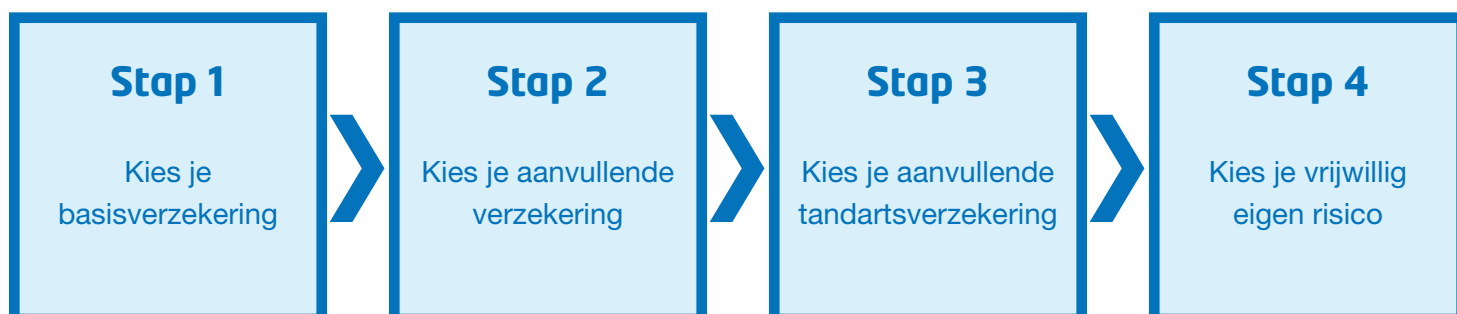 Stap 1
Kies je
basisverzekering
Stap 2
Kies je aanvullende
verzekering
Stap 3
Kies je aanvullende
tandartsverzekering
Stap 4
Kies je vrijwillig
eigen risico